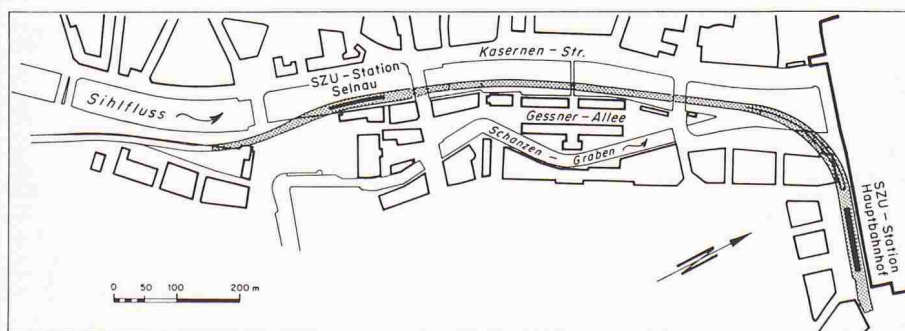 Kasernen - Str.
SZU - Station
Selnau
Sihlfluss
Gessner - Allee
Schanzen - Graben
SZU - Station
Hauptbahnhof
0 50 100 200 m